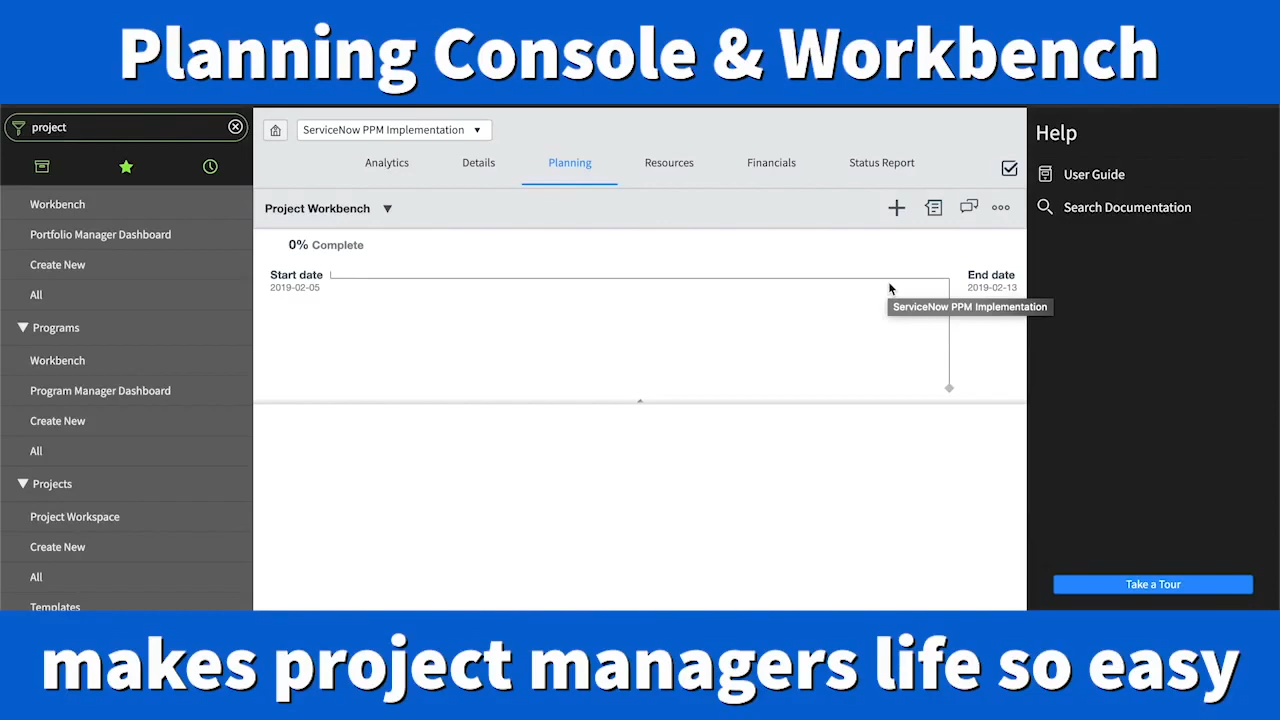 Planning Console & Workbench
project
Workbench
Portfolio Manager Dashboard
Create New
All
Programs
Workbench
Program Manager Dashboard
Create New
All
Projects
Project Workspace
Create New
All
Templates
ServiceNow PPM Implementation
Analytics
Details
Planning
Resources
Financials
Status Report
Project Workbench
0% Complete
Start date
2019-02-05
End date
2019-02-13
ServiceNow PPM Implementation
Help
User Guide
Search Documentation
Take a Tour
makes project managers life so easy